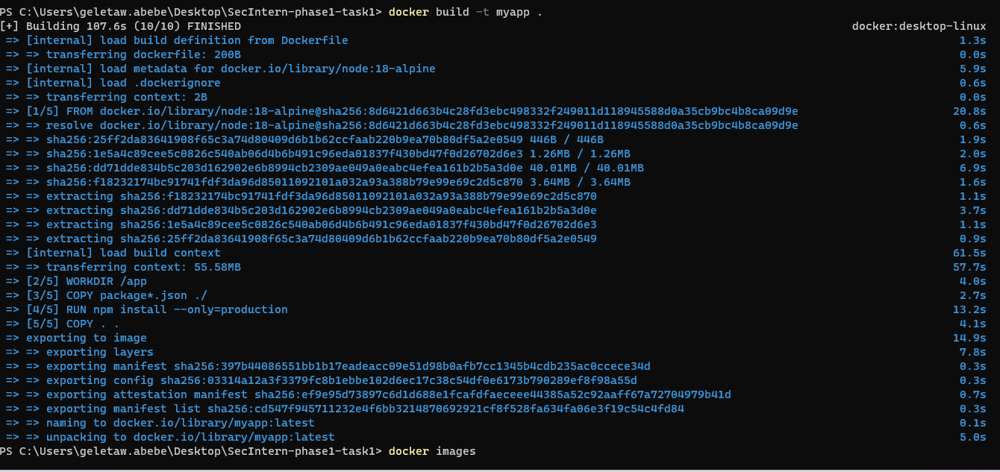 PS C:\Users\geletaw.abebe\Desktop\SecIntern-phase1-task1> docker build -t myapp .
[+] Building 107.6s (10/10) FINISHED docker:desktop-linux
=> [internal] load build definition from Dockerfile 1.3s
=> => transferring dockerfile: 200B 0.0s
=> [internal] load metadata for docker.io/library/node:18-alpine 5.9s
=> [internal] load .dockerignore 0.6s
=> => transferring context: 2B 0.0s
=> [1/5] FROM docker.io/library/node:18-alpine@sha256:8d6421d663b4c28fd3ebc498332f249011d118945588d0a35cb9bc4b8ca09d9e 20.8s
=> => resolve docker.io/library/node:18-alpine@sha256:8d6421d663b4c28fd3ebc498332f249011d118945588d0a35cb9bc4b8ca09d9e 0.6s
=> => sha256:25ff2da83641908f65c3a74d80409d6b1b62ccfaab220b9ea70b80df5a2e0549 446B / 446B 1.9s
=> => sha256:1e5a4c89cee5c0826c540ab06d4b6b491c96eda01837f430bd47f0d26702d6e3 1.26MB / 1.26MB 2.0s
=> => sha256:dd71dde834b5c203d162902e6b8994cb2309ae049a0eabc4efea161b2b5a3d0e 40.01MB / 40.01MB 6.9s
=> => sha256:f18232174bc91741fdf3da96d85011092101a032a93a388b79e99e69c2d5c870 3.64MB / 3.64MB 1.6s
=> => extracting sha256:f18232174bc91741fdf3da96d85011092101a032a93a388b79e99e69c2d5c870 1.1s
=> => extracting sha256:dd71dde834b5c203d162902e6b8994cb2309ae049a0eabc4efea161b2b5a3d0e 3.7s
=> => extracting sha256:1e5a4c89cee5c0826c540ab06d4b6b491c96eda01837f430bd47f0d26702d6e3 1.1s
=> => extracting sha256:25ff2da83641908f65c3a74d80409d6b1b62ccfaab220b9ea70b80df5a2e0549 0.9s
=> [internal] load build context 61.5s
=> => transferring context: 55.58MB 57.7s
=> [2/5] WORKDIR /app 4.0s
=> [3/5] COPY package*.json ./ 2.7s
=> [4/5] RUN npm install --only=production 13.2s
=> [5/5] COPY . . 4.1s
=> exporting to image 14.9s
=> => exporting layers 7.8s
=> => exporting manifest sha256:397b44086551bb1b17eadeacc09e51d98b0afb7cc1345b4cdb235ac0ccece34d 0.3s
=> => exporting config sha256:03314a12a3f3379fc8b1ebbe102d6ec17c38c54df0e6173b790289ef8f98a55d 0.3s
=> => exporting attestation manifest sha256:ef9e95d73897c6d1d688e1fcafdfaeceee44385a52c92aaff67a72704979b41d 0.7s
=> => exporting manifest list sha256:cd547f945711232e4f6bb3214870692921cf8f528fa634fa06e3f19c54c4fd84 0.3s
=> => naming to docker.io/library/myapp:latest 0.1s
=> => unpacking to docker.io/library/myapp:latest 5.0s
PS C:\Users\geletaw.abebe\Desktop\SecIntern-phase1-task1> docker images